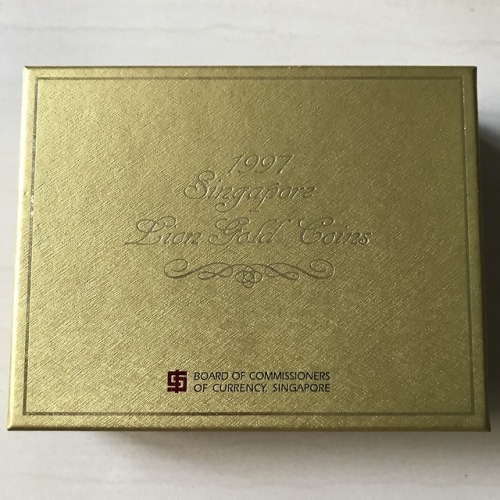 1997
Singapore
Lion Gold Coins
BOARD OF COMMISSIONERS
OF CURRENCY, SINGAPORE